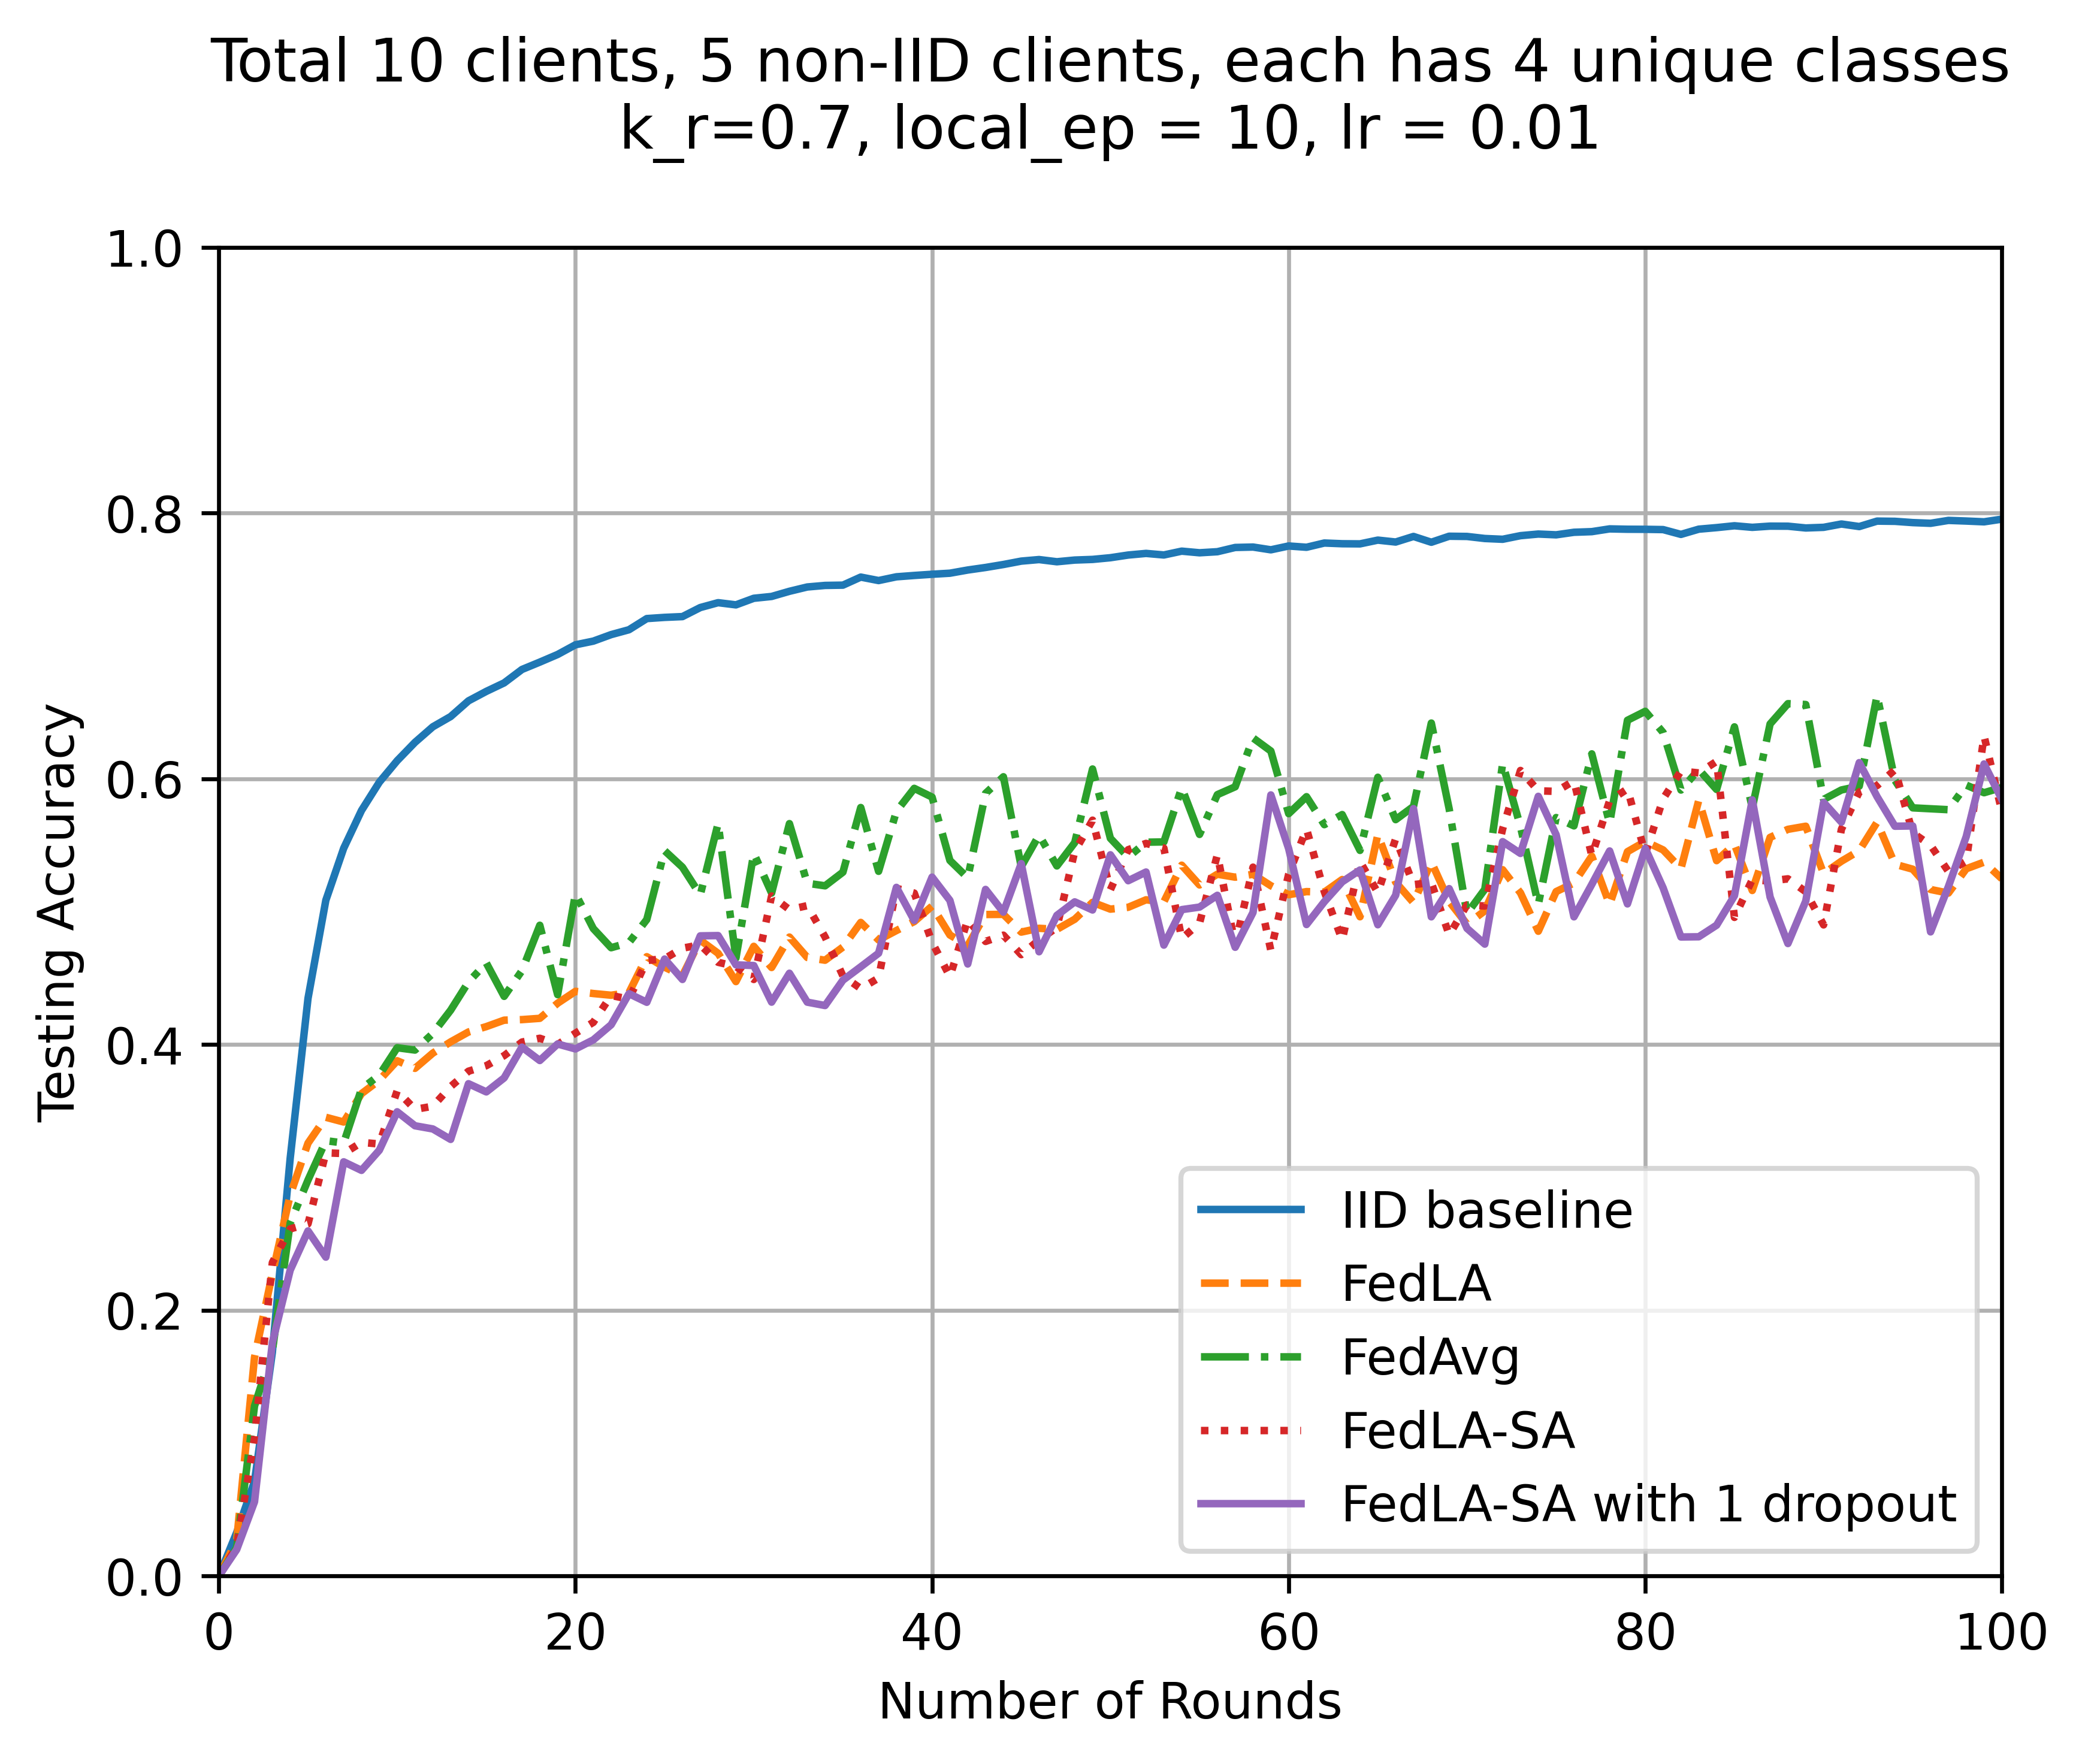 Total 10 clients, 5 non-IID clients, each has 4 unique classes
k_r=0.7, local_ep = 10, lr = 0.01
1.0
0.8
0.6
0.4
0.2
0.0
Testing Accuracy
IID baseline
FedLA
FedAvg
FedLA-SA
FedLA-SA with 1 dropout
0 20 40 60 80 100
Number of Rounds